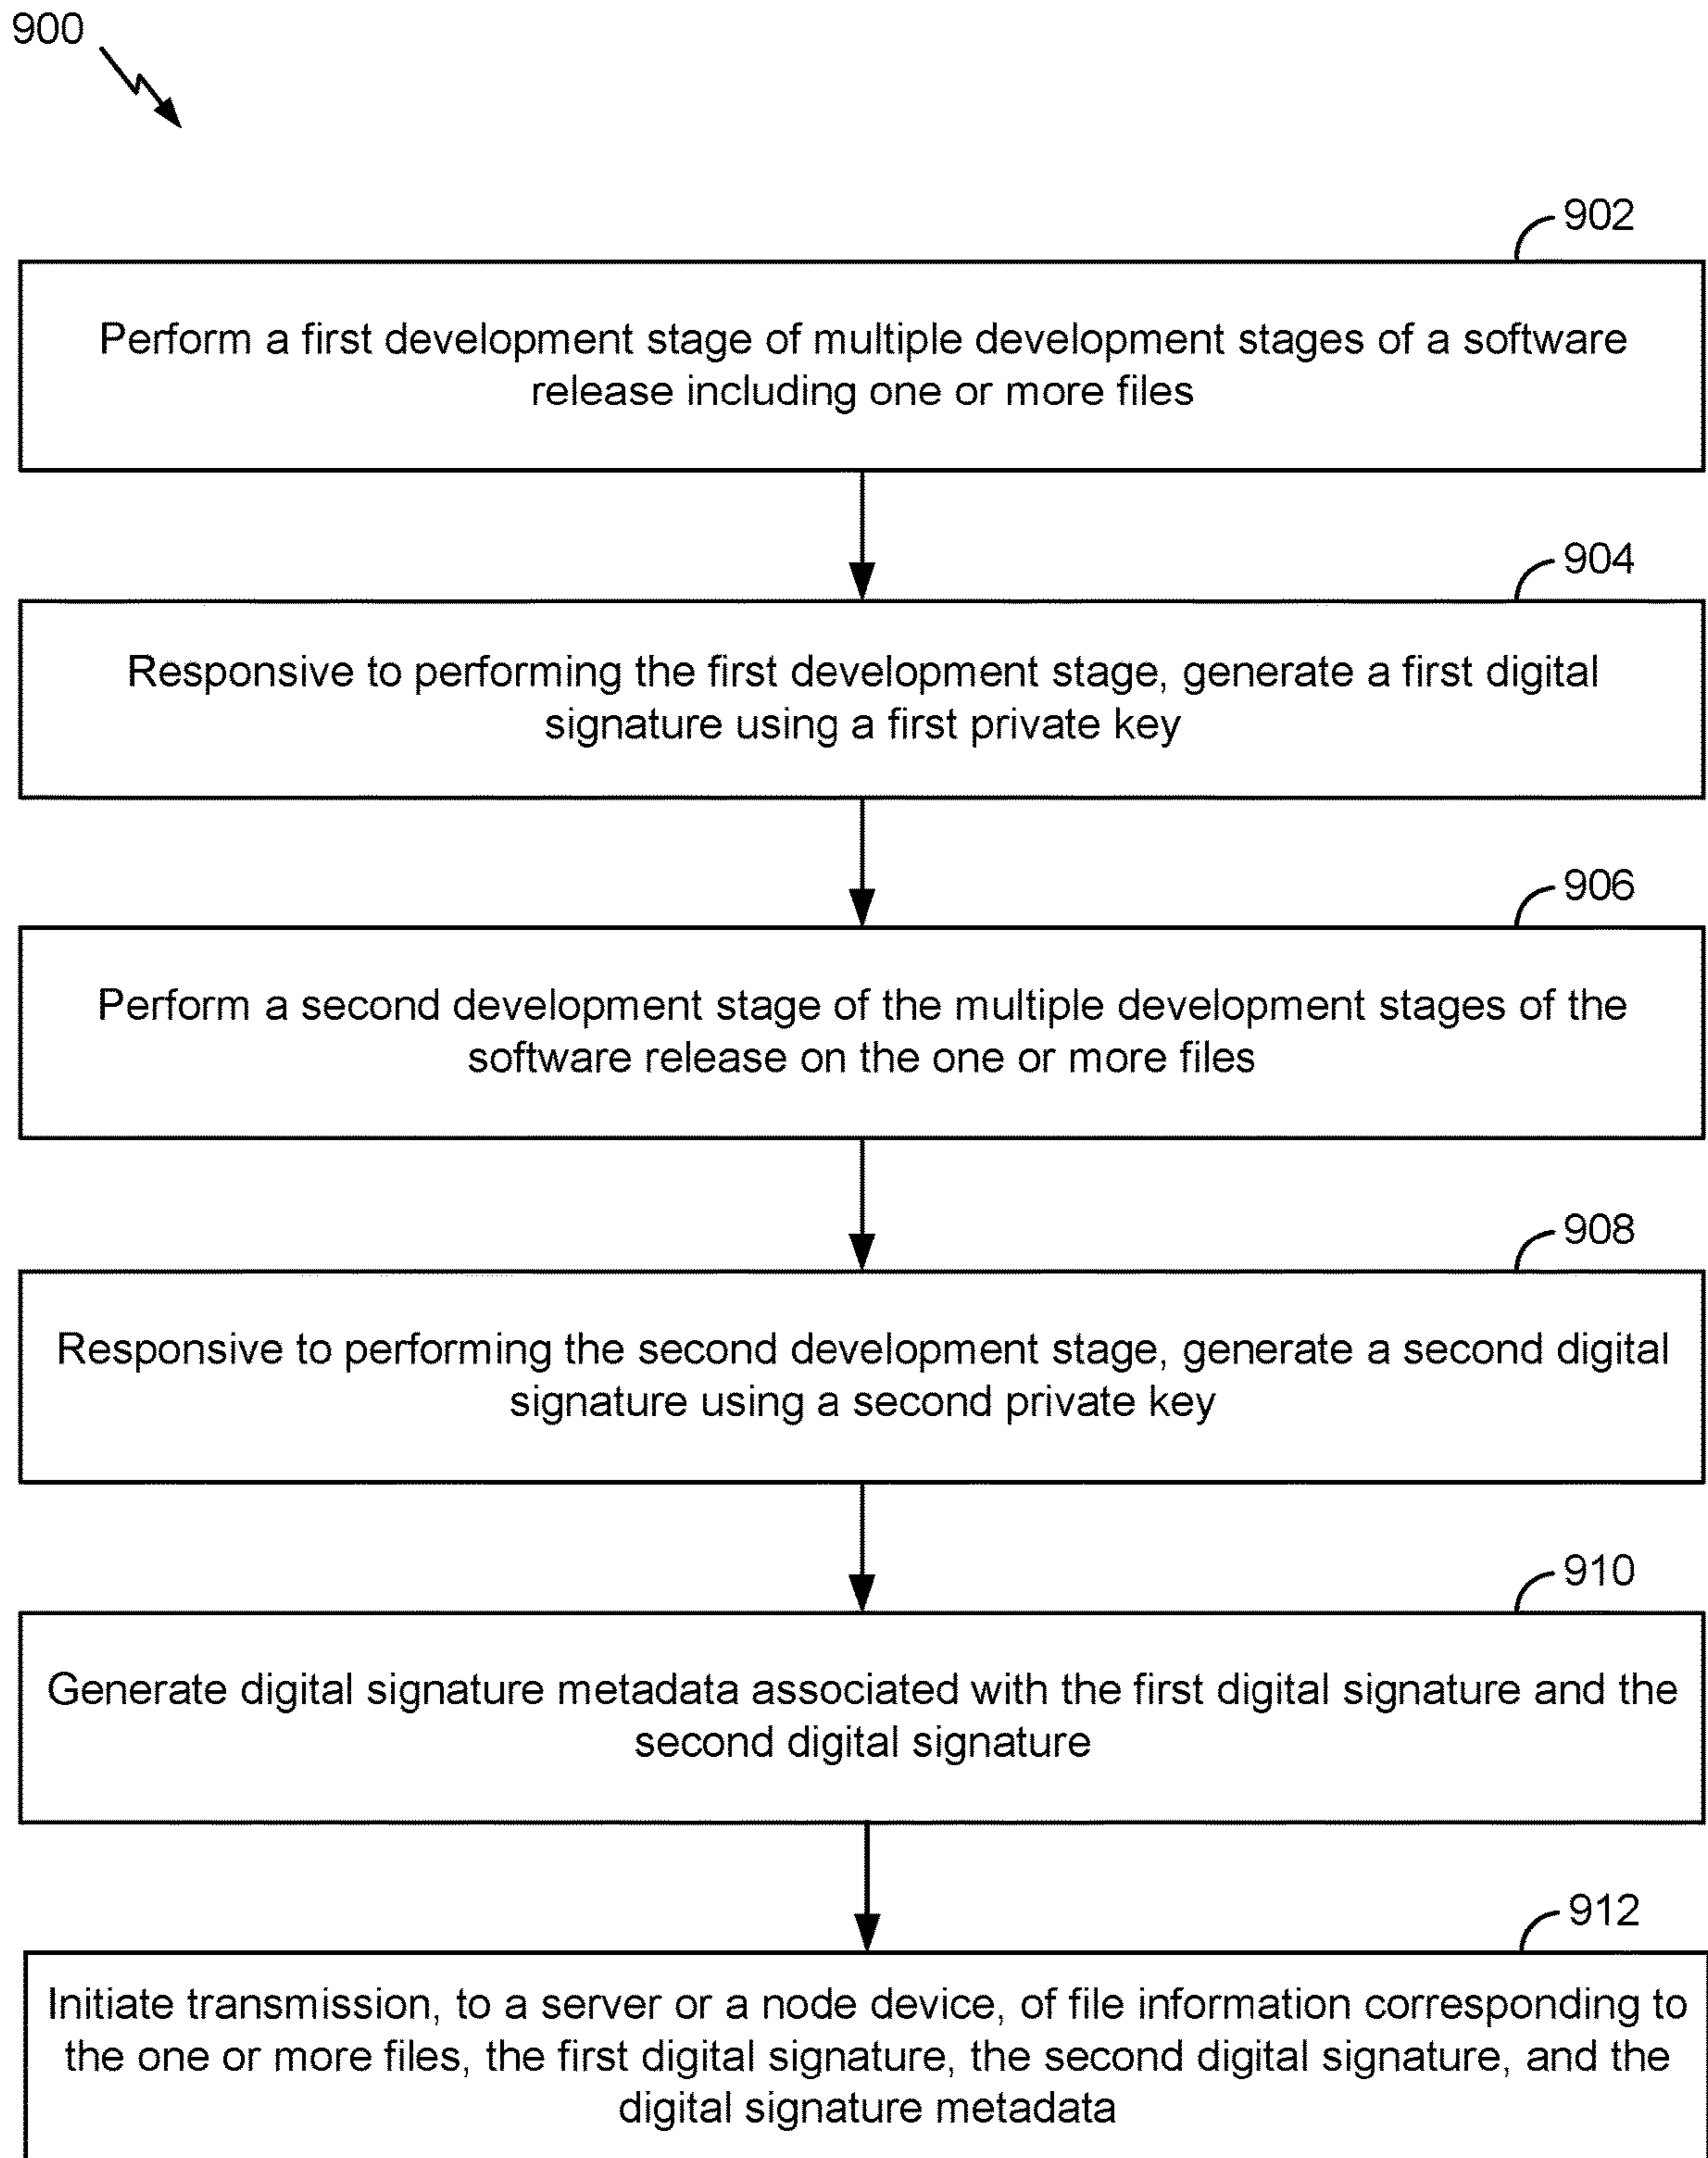 900
902
Perform a first development stage of multiple development stages of a software
release including one or more files
904
Responsive to performing the first development stage, generate a first digital
signature using a first private key
906
Perform a second development stage of the multiple development stages of the
software release on the one or more files
908
Responsive to performing the second development stage, generate a second digital
signature using a second private key
910
Generate digital signature metadata associated with the first digital signature and the
second digital signature
912
Initiate transmission, to a server or a node device, of file information corresponding to
the one or more files, the first digital signature, the second digital signature, and the
digital signature metadata